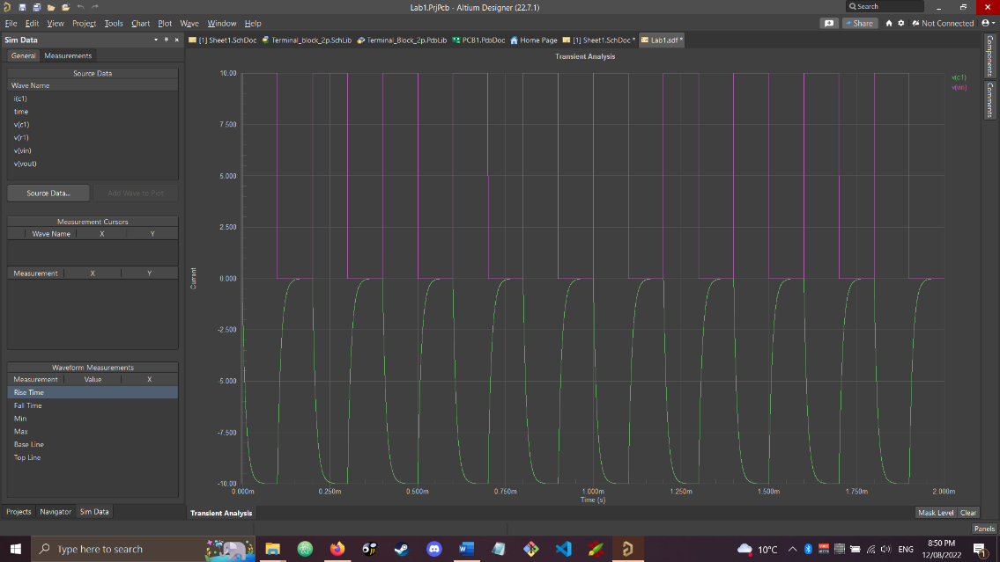 Lab1.PrjPcb - Altium Designer (22.7.1)
Search
File Edit View Project Tools Chart Plot Wave Window Help
Share
Not Connected
Sim Data
[1] Sheet1.SchDoc
Terminal_block_2p.SchLib
Terminal_Block_2p.PcbLib
PCB1.PcbDoc
Home Page
[1] Sheet1.SchDoc *
Lab1.sdf *
General Measurements
Source Data
Wave Name
i(c1)
time
v(c1)
v(r1)
v(vin)
v(vout)
Source Data...
Add Wave to Plot
Measurement Cursors
Wave Name X Y
Measurement X Y
Waveform Measurements
Measurement Value X
Rise Time
Fall Time
Min
Max
Base Line
Top Line
Projects Navigator Sim Data
Transient Analysis
v(c1)
v(vin)
10.00
7.500
5.000
2.500
0.000
-2.500
-5.000
-7.500
-10.00
Current
0.000m 0.250m 0.500m 0.750m 1.000m 1.250m 1.500m 1.750m 2.000m
Time (s)
Transient Analysis
Mask Level Clear
Components
Comments
Panels
Type here to search
10°C
ENG
8:50 PM
12/08/2022
1